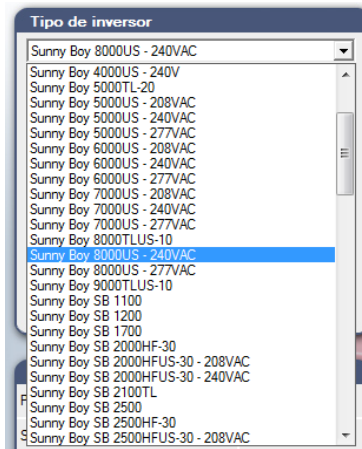 Tipo de inversor
Sunny Boy 8000US - 240VAC
Sunny Boy 4000US - 240V
Sunny Boy 5000TL-20
Sunny Boy 5000US - 208VAC
Sunny Boy 5000US - 240VAC
Sunny Boy 5000US - 277VAC
Sunny Boy 6000US - 208VAC
Sunny Boy 6000US - 240VAC
Sunny Boy 6000US - 277VAC
Sunny Boy 7000US - 208VAC
Sunny Boy 7000US - 240VAC
Sunny Boy 7000US - 277VAC
Sunny Boy 8000TLUS-10
Sunny Boy 8000US - 240VAC
Sunny Boy 8000US - 277VAC
Sunny Boy 9000TLUS-10
Sunny Boy SB 1100
Sunny Boy SB 1200
Sunny Boy SB 1700
Sunny Boy SB 2000HF-30
Sunny Boy SB 2000HFUS-30 - 208VAC
Sunny Boy SB 2000HFUS-30 - 240VAC
Sunny Boy SB 2100TL
Sunny Boy SB 2500
Sunny Boy SB 2500HF-30
Sunny Boy SB 2500HFUS-30 - 208VAC